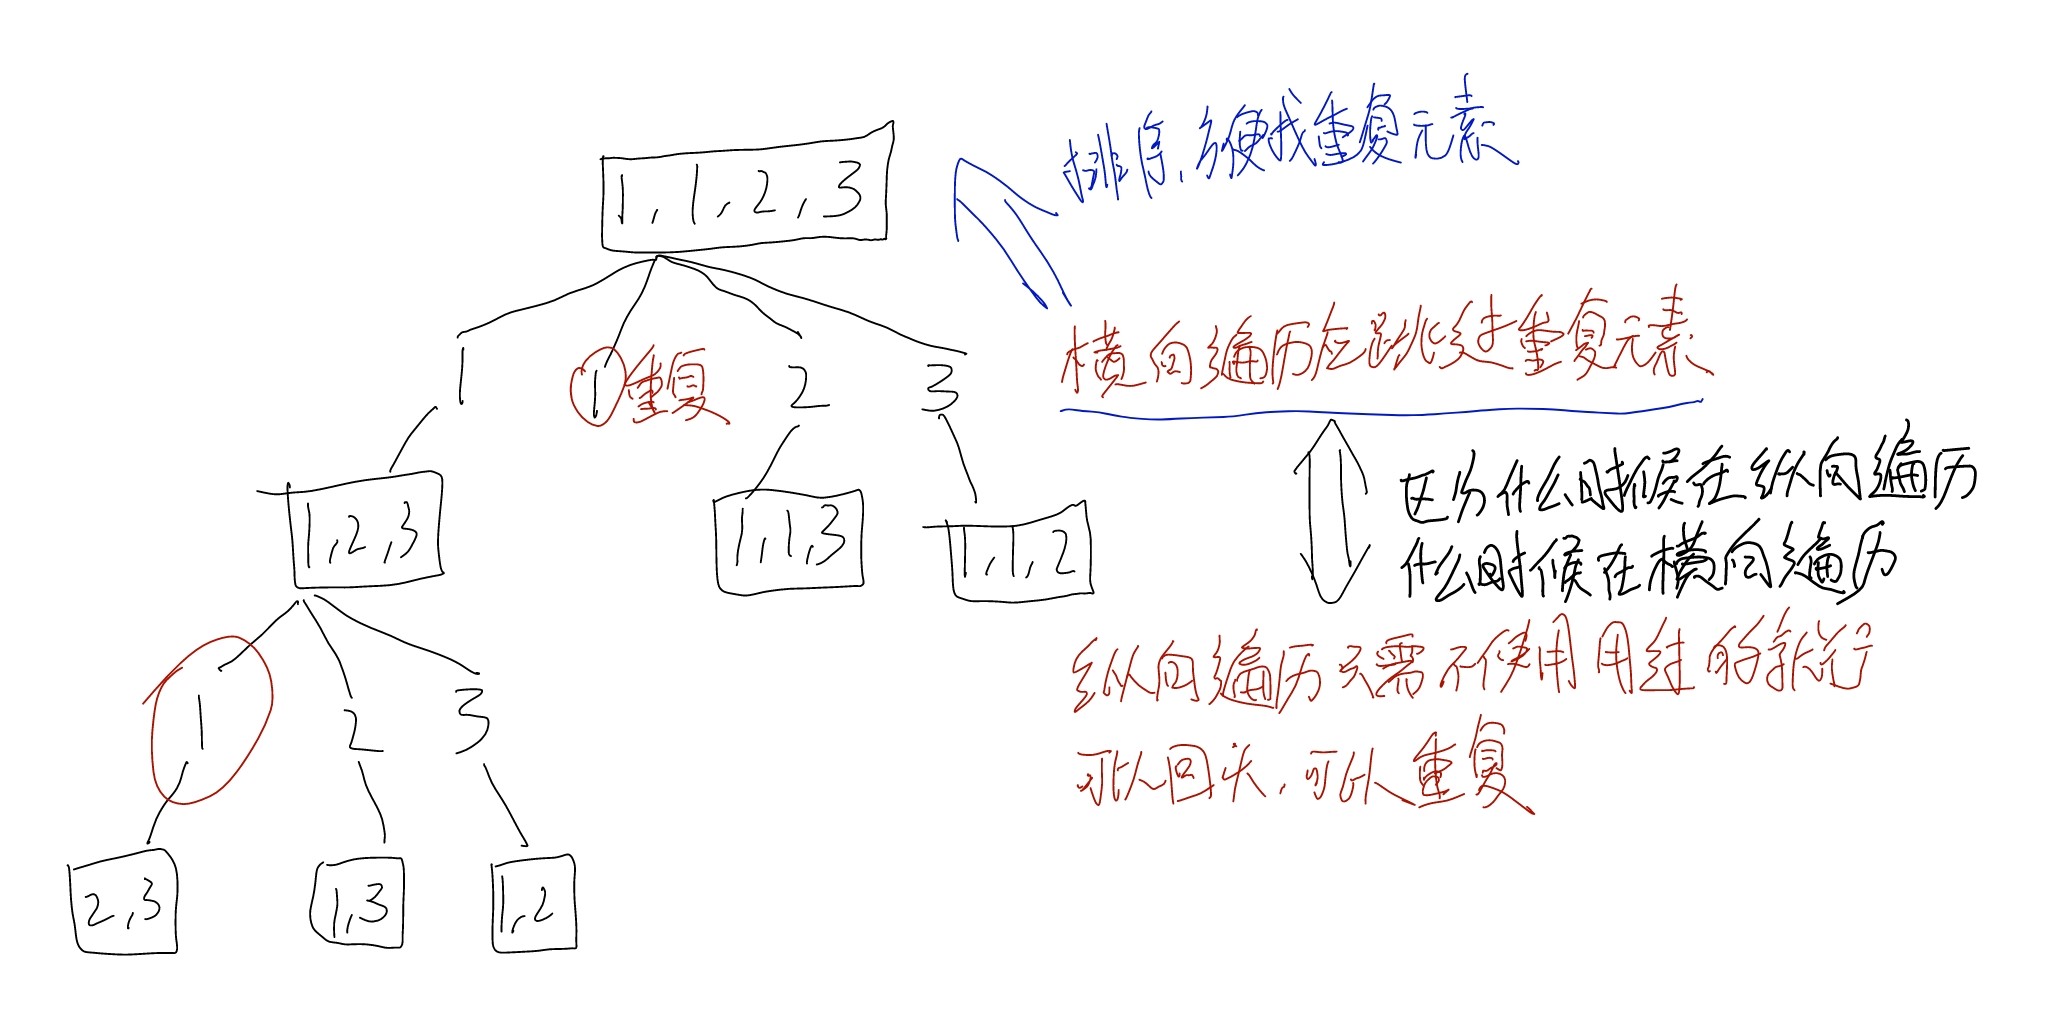 排序,方便找重复元素
1,1,2,3
横向遍历应跳过重复元素
1
1
重复
2
3
区分什么时候在纵向遍历
什么时候在横向遍历
1,2,3
1,1,3
1,1,2
纵向遍历只需不使用用过的就行
可以回头,可以重复
1
2
3
2,3
1,3
1,2